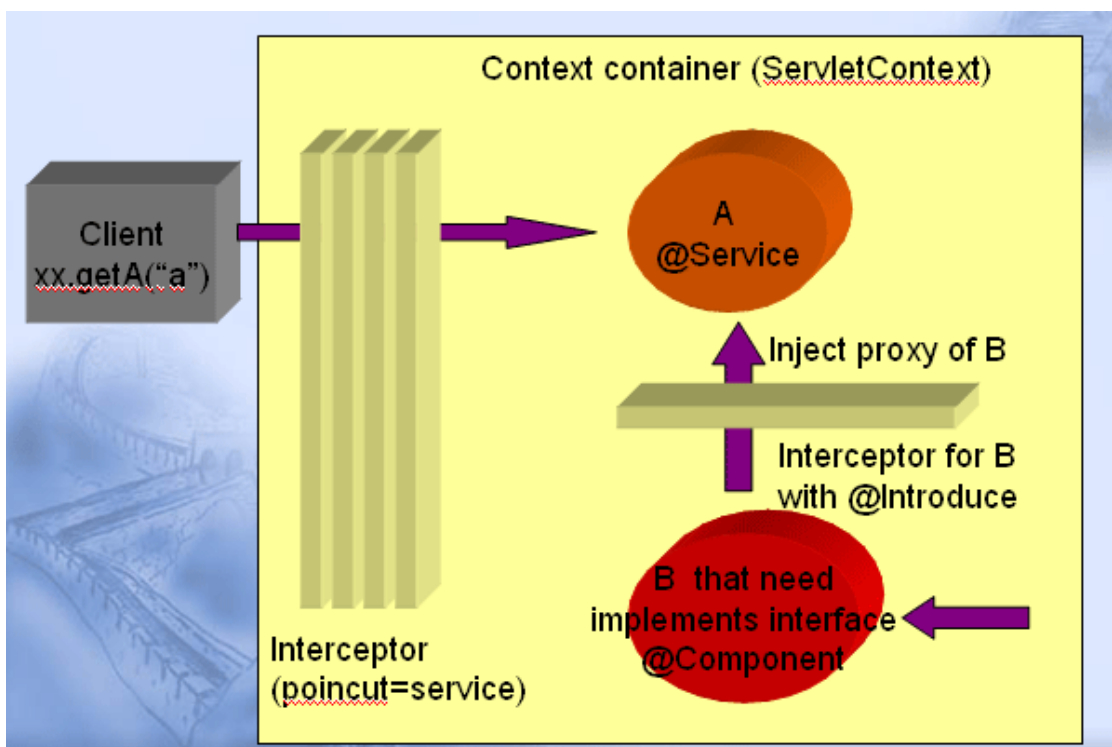 Context container (ServletContext)
Client
xx.getA(“a”)
A
@Service
Inject proxy of B
Interceptor for B
with @Introduce
B that need
implements interface
@Component
Interceptor
(poincut=service)